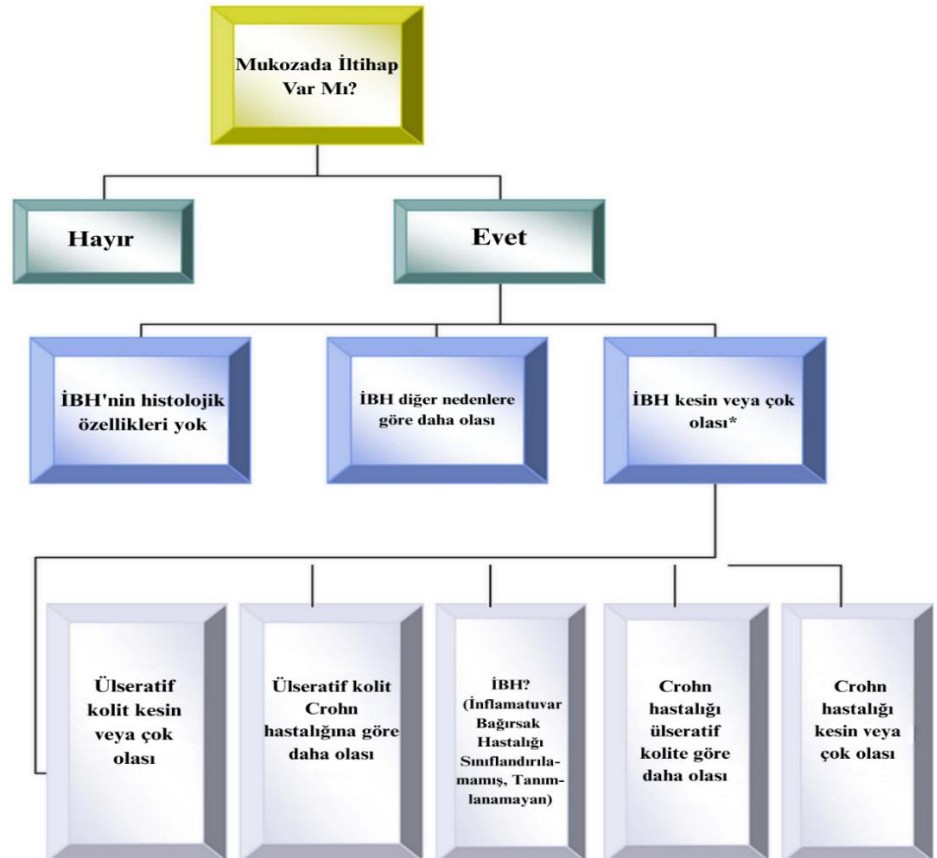 Mukozada İltihap
Var Mı?
Hayır
Evet
İBH'nin histolojik
özellikleri yok
İBH diğer nedenlere
göre daha olası
İBH kesin veya çok
olası*
Ülseratif
kolit kesin
veya çok
olası
Ülseratif kolit
Crohn
hastalığına göre
daha olası
İBH?
(İnflamatuvar
Bağırsak
Hastalığı
Sınıflandırıla-
mamış, Tanım-
lanamayan)
Crohn
hastalığı
ülseratif
kolite göre
daha olası
Crohn
hastalığı
kesin veya
çok olası